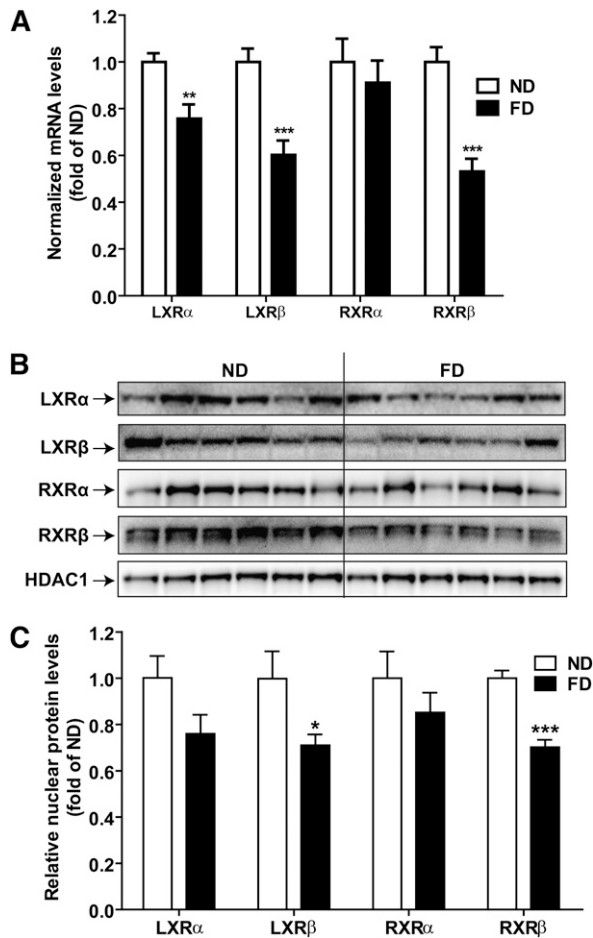 A
Normalized mRNA levels
(fold of ND)
1.2
1.0
0.8
0.6
0.4
0.2
0.0
**
***
***
ND
FD
LXRα
LXRβ
RXRα
RXRβ
B
ND
FD
LXRα
LXRβ
RXRα
RXRβ
HDAC1
C
Relative nuclear protein levels
(fold of ND)
1.2
1.0
0.8
0.6
0.4
0.2
0.0
*
***
ND
FD
LXRα
LXRβ
RXRα
RXRβ